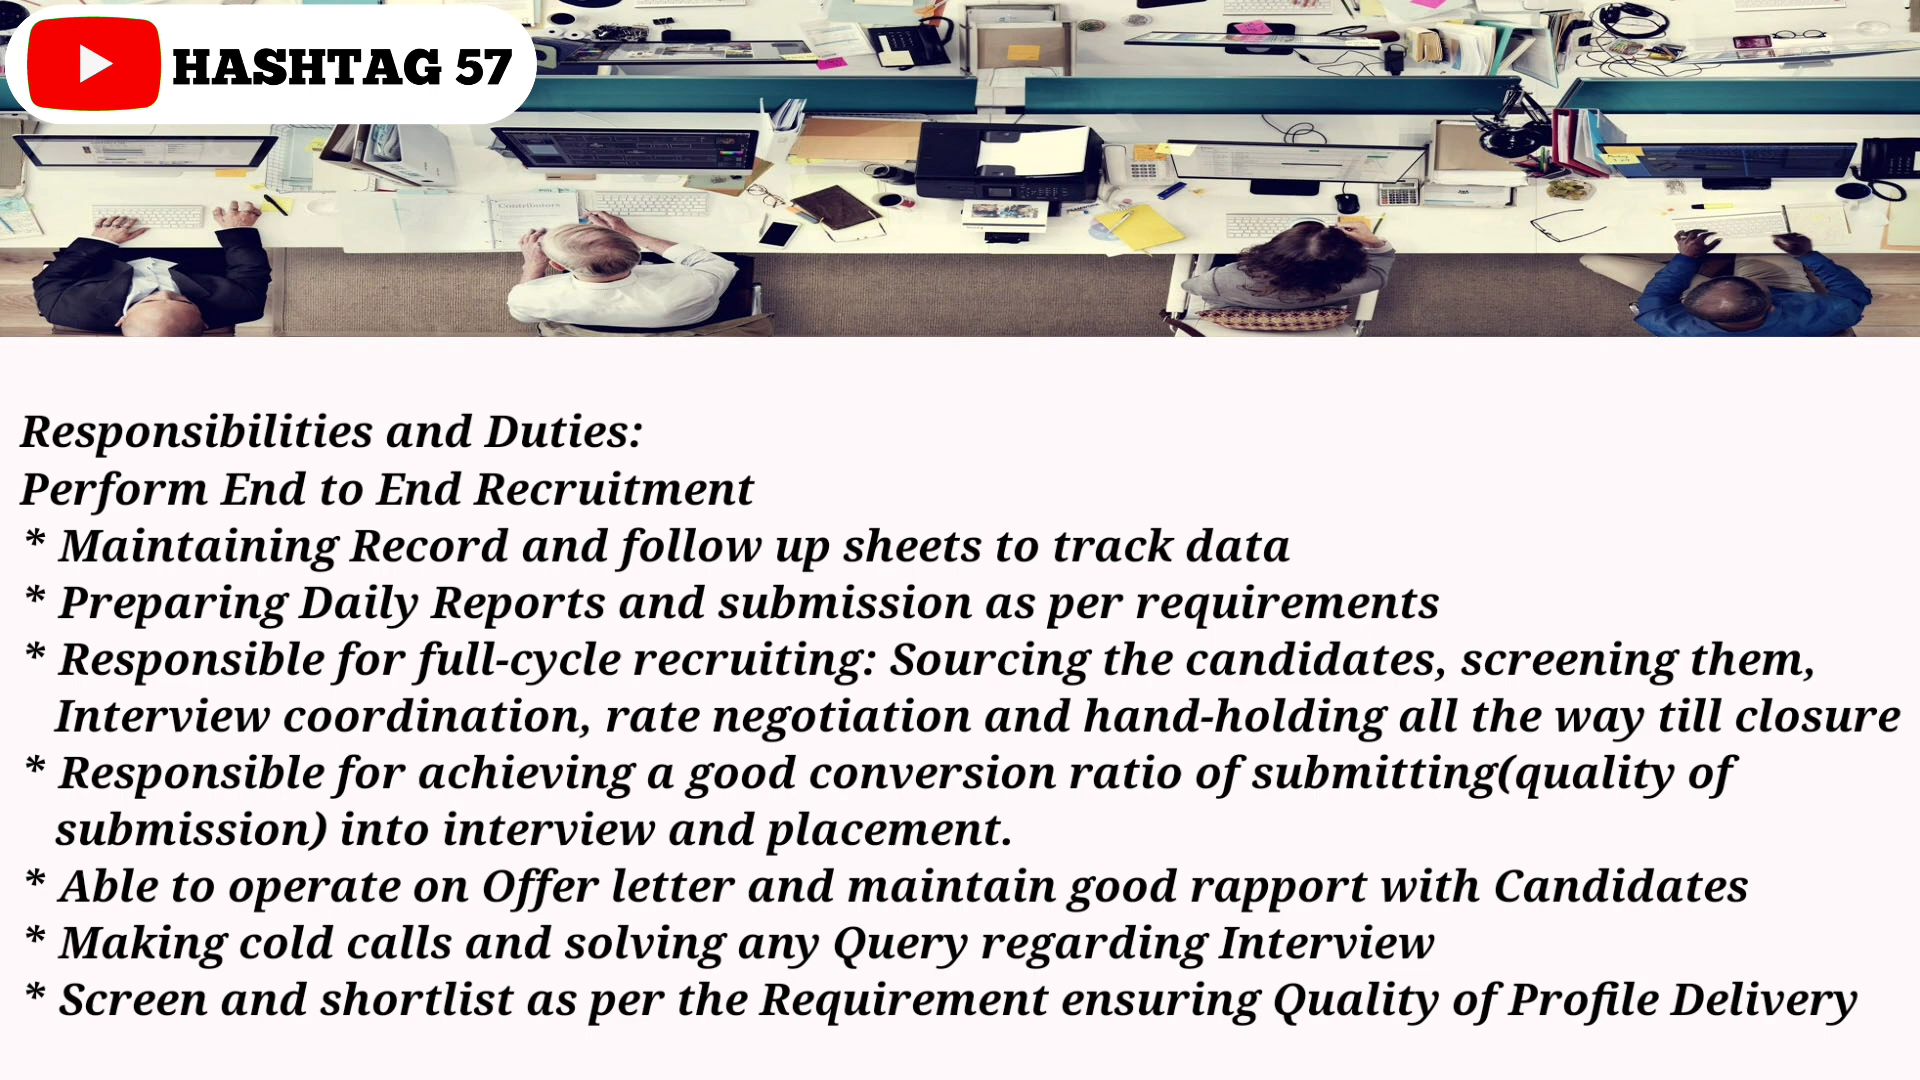 HASHTAG 57
Contributors
Responsibilities and Duties:
Perform End to End Recruitment
* Maintaining Record and follow up sheets to track data
* Preparing Daily Reports and submission as per requirements
* Responsible for full-cycle recruiting: Sourcing the candidates, screening them,
Interview coordination, rate negotiation and hand-holding all the way till closure
* Responsible for achieving a good conversion ratio of submitting(quality of
submission) into interview and placement.
* Able to operate on Offer letter and maintain good rapport with Candidates
* Making cold calls and solving any Query regarding Interview
* Screen and shortlist as per the Requirement ensuring Quality of Profile Delivery